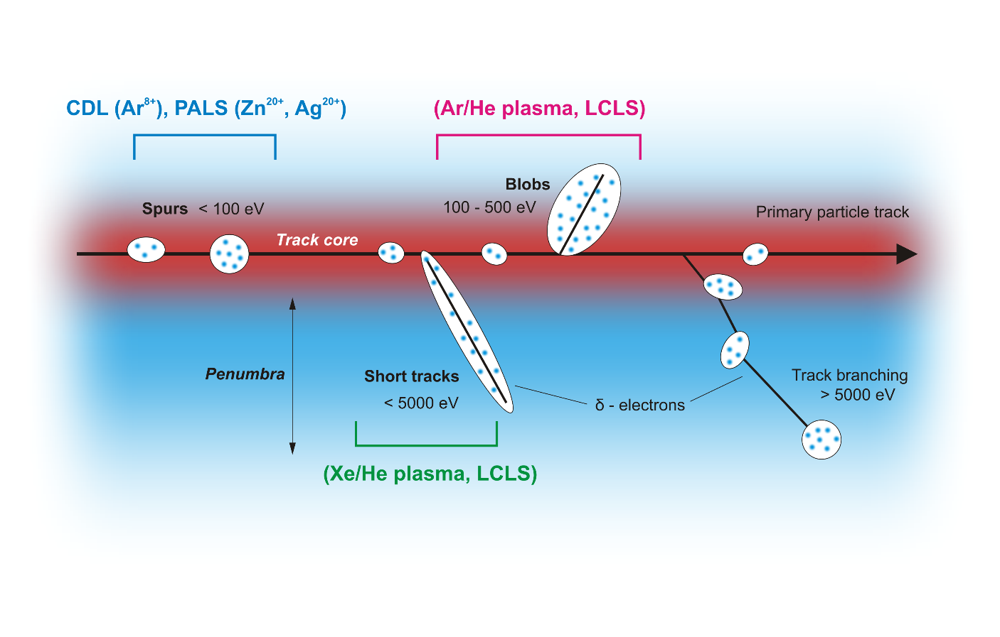 CDL (Ar⁸⁺), PALS (Zn²⁰⁺, Ag²⁰⁺)
(Ar/He plasma, LCLS)
Blobs
100 - 500 eV
Spurs < 100 eV
Primary particle track
Track core
Penumbra
Short tracks
< 5000 eV
δ - electrons
Track branching
> 5000 eV
(Xe/He plasma, LCLS)